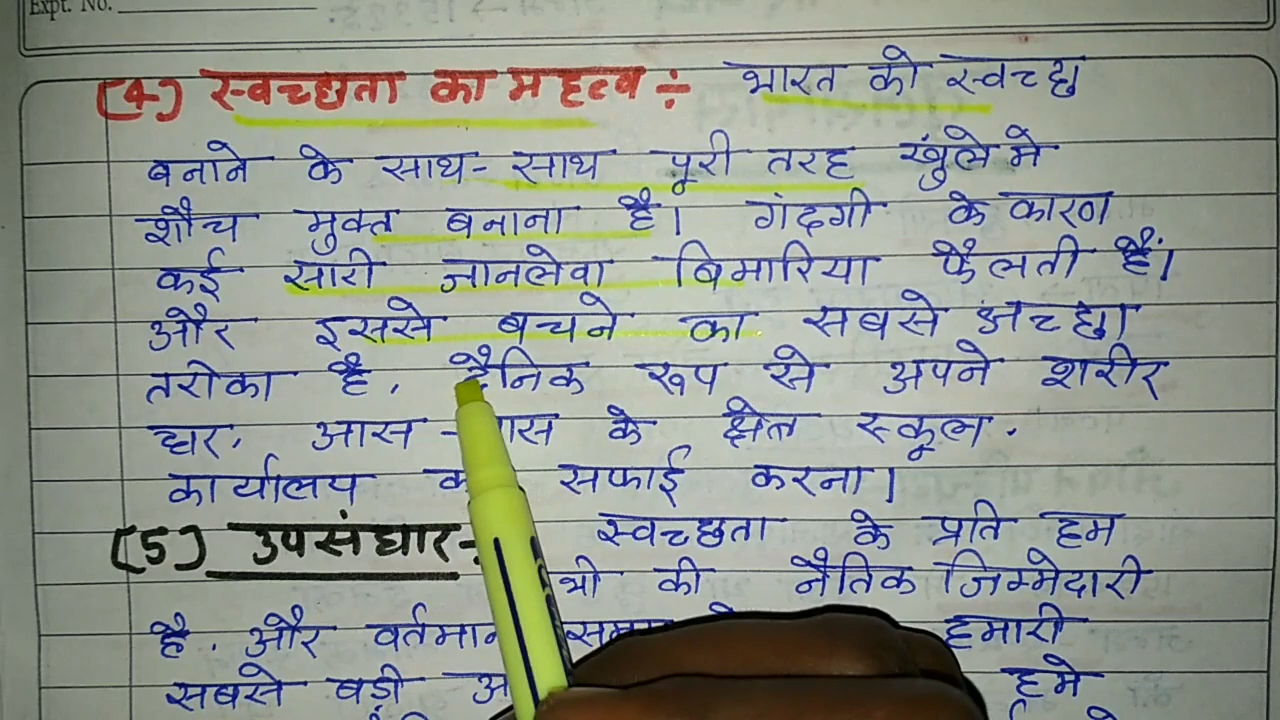 Expt. No.
(4) स्वच्छता का महत्व ÷ भारत को स्वच्छ
बनाने के साथ-साथ पूरी तरह खुंले मे
शौच मुक्त बनाना है। गंदगी के कारण
कई सारी जानलेवा बिमारिया फैलती हैं।
और इससे बचने का सबसे अच्छा
तरीका है, दैनिक रूप से अपने शरीर
घर, आस - के क्षेत स्कूल,
कार्यालय सफाई करना।
(5) उपसंघार- स्वच्छता के प्रति हम
की नैतिक जिम्मेदारी
है, और वर्तमान हमारी
सबसे बड़ी हमे